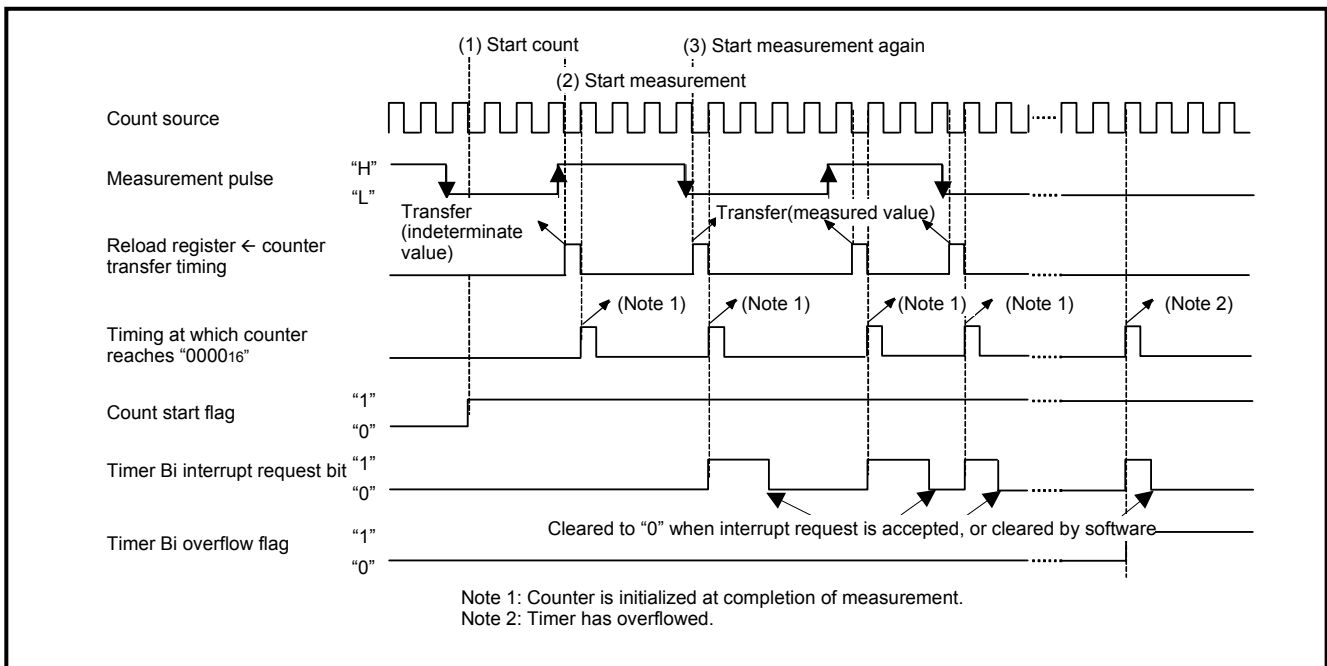 (1) Start count
(3) Start measurement again
(2) Start measurement
Count source
“H”
Measurement pulse
“L”
Transfer
(indeterminate
value)
Transfer(measured value)
Reload register ← counter
transfer timing
(Note 1)
(Note 1)
(Note 1)
(Note 1)
(Note 2)
Timing at which counter
reaches “000016”
“1”
Count start flag
“0”
Timer Bi interrupt request bit
“1”
“0”
Cleared to “0” when interrupt request is accepted, or cleared by software
“1”
Timer Bi overflow flag
“0”
Note 1: Counter is initialized at completion of measurement.
Note 2: Timer has overflowed.